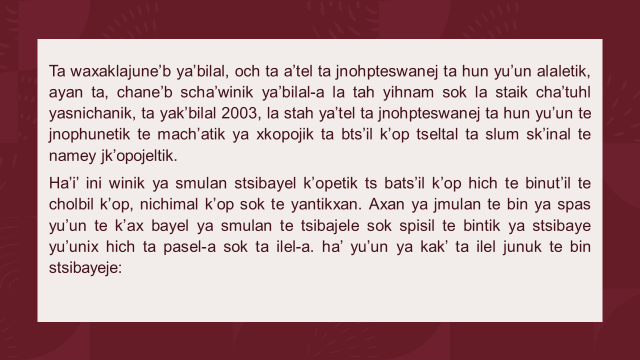 Ta waxaklajune’b ya’bilal, och ta a’tel ta jnohpteswanej ta hun yu’un alaletik,
ayan ta, chane’b scha’winik ya’bilal-a la tah yihnam sok la staik cha’tuhl
yasnichanik, ta yak’bilal 2003, la stah ya’tel ta jnohpteswanej ta hun yu’un te
jnophunetik te mach’atik ya xkopojik ta bts’il k’op tseltal ta slum sk’inal te
namey jk’opojeltik.
Ha’i’ ini winik ya smulan stsibayel k’opetik ts bats’il k’op hich te binut’il te
cholbil k’op, nichimal k’op sok te yantikxan. Axan ya jmulan te bin ya spas
yu’un te k’ax bayel ya smulan te tsibajele sok spisil te bintik ya stsibaye
yu’unix hich ta pasel-a sok ta ilel-a. ha’ yu’un ya kak’ ta ilel junuk te bin
stsibayeje: